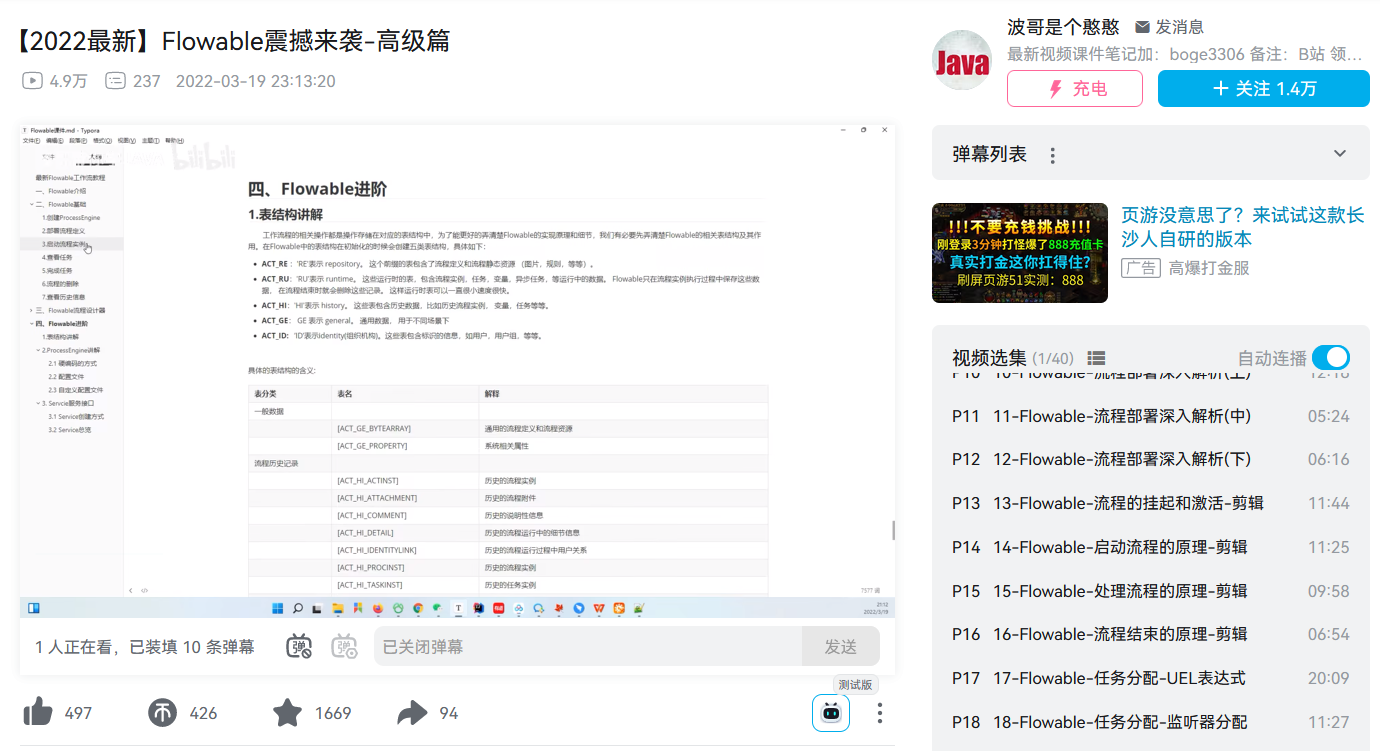 【2022最新】Flowable震撼来袭-高级篇
4.9万 237 2022-03-19 23:13:20
Flowable课件.md - Typora
文件(F) 编辑(E) 段落(P) 格式(O) 视图(V) 主题(T) 帮助(H)
大纲
bilibili
最新Flowable工作流教程
一、Flowable介绍
二、Flowable基础
1.创建ProcessEngine
2.部署流程定义
3.启动流程实例
4.查看任务
5.完成任务
6.流程的删除
7.查看历史信息
三、Flowable流程设计器
四、Flowable进阶
1.表结构讲解
2.ProcessEngine讲解
2.1 硬编码的方式
2.2 配置文件
2.3 自定义配置文件
3. Servcie服务接口
3.1 Service创建方式
3.2 Service总览
四、Flowable进阶
1.表结构讲解
工作流程的相关操作都是操作存储在对应的表结构中，为了能更好的弄清楚Flowable的实现原理和细节，我们有必要先弄清楚Flowable的相关表结构及其作
用。在Flowable中的表结构在初始化的时候会创建五类表结构，具体如下：
ACT_RE ：'RE'表示 repository。 这个前缀的表包含了流程定义和流程静态资源 （图片，规则，等等）。
ACT_RU：'RU'表示 runtime。 这些运行时的表，包含流程实例，任务，变量，异步任务，等运行中的数据。 Flowable只在流程实例执行过程中保存这些数
据， 在流程结束时就会删除这些记录。 这样运行时表可以一直很小速度很快。
ACT_HI：'HI'表示 history。 这些表包含历史数据，比如历史流程实例， 变量，任务等等。
ACT_GE： GE 表示 general。 通用数据， 用于不同场景下
ACT_ID: 'ID'表示identity(组织机构)。这些表包含标识的信息，如用户，用户组，等等。
具体的表结构的含义:
表分类 表名 解释
一般数据
[ACT_GE_BYTEARRAY] 通用的流程定义和流程资源
[ACT_GE_PROPERTY] 系统相关属性
流程历史记录
[ACT_HI_ACTINST] 历史的流程实例
[ACT_HI_ATTACHMENT] 历史的流程附件
[ACT_HI_COMMENT] 历史的说明性信息
[ACT_HI_DETAIL] 历史的流程运行中的细节信息
[ACT_HI_IDENTITYLINK] 历史的流程运行过程中用户关系
[ACT_HI_PROCINST] 历史的流程实例
[ACT_HI_TASKINST] 历史的任务实例
7577 词
21:12
2022/3/19
1 人正在看，已装填 10 条弹幕 已关闭弹幕 发送
测试版
497 426 1669 94
Java
波哥是个憨憨 发消息
最新视频课件笔记加：boge3306 备注：B站 领...
充电 + 关注 1.4万
弹幕列表
!!!不要充钱挑战!!!
刚登录3分钟打怪爆了888充值卡
真实打金这你扛得住?
刷屏页游51实测：888
页游没意思了？来试试这款长
沙人自研的版本
广告 高爆打金服
视频选集 (1/40) 自动连播
P10 10-Flowable-流程部署深入解析(上) 12:16
P11 11-Flowable-流程部署深入解析(中) 05:24
P12 12-Flowable-流程部署深入解析(下) 06:16
P13 13-Flowable-流程的挂起和激活-剪辑 11:44
P14 14-Flowable-启动流程的原理-剪辑 11:25
P15 15-Flowable-处理流程的原理-剪辑 09:58
P16 16-Flowable-流程结束的原理-剪辑 06:54
P17 17-Flowable-任务分配-UEL表达式 20:09
P18 18-Flowable-任务分配-监听器分配 11:27